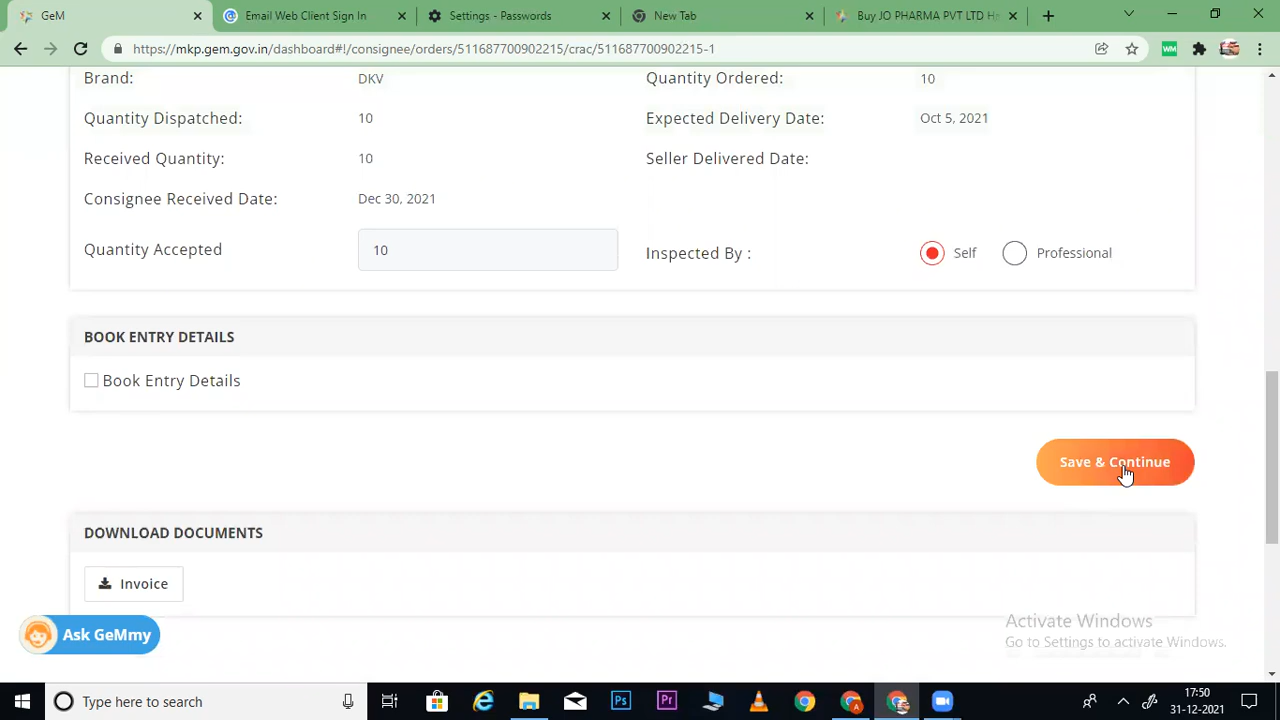 GeM
Email Web Client Sign In
Settings - Passwords
New Tab
Buy JO PHARMA PVT LTD Ha
https://mkp.gem.gov.in/dashboard#!/consignee/orders/511687700902215/crac/511687700902215-1
WM
Brand: DKV Quantity Ordered: 10
Quantity Dispatched: 10 Expected Delivery Date: Oct 5, 2021
Received Quantity: 10 Seller Delivered Date:
Consignee Received Date: Dec 30, 2021
Quantity Accepted 10 Inspected By : Self Professional
BOOK ENTRY DETAILS
Book Entry Details
Save & Continue
DOWNLOAD DOCUMENTS
Invoice
Ask GeMmy
Activate Windows
Go to Settings to activate Windows.
Type here to search
Ps
Pr
A
17:50
31-12-2021